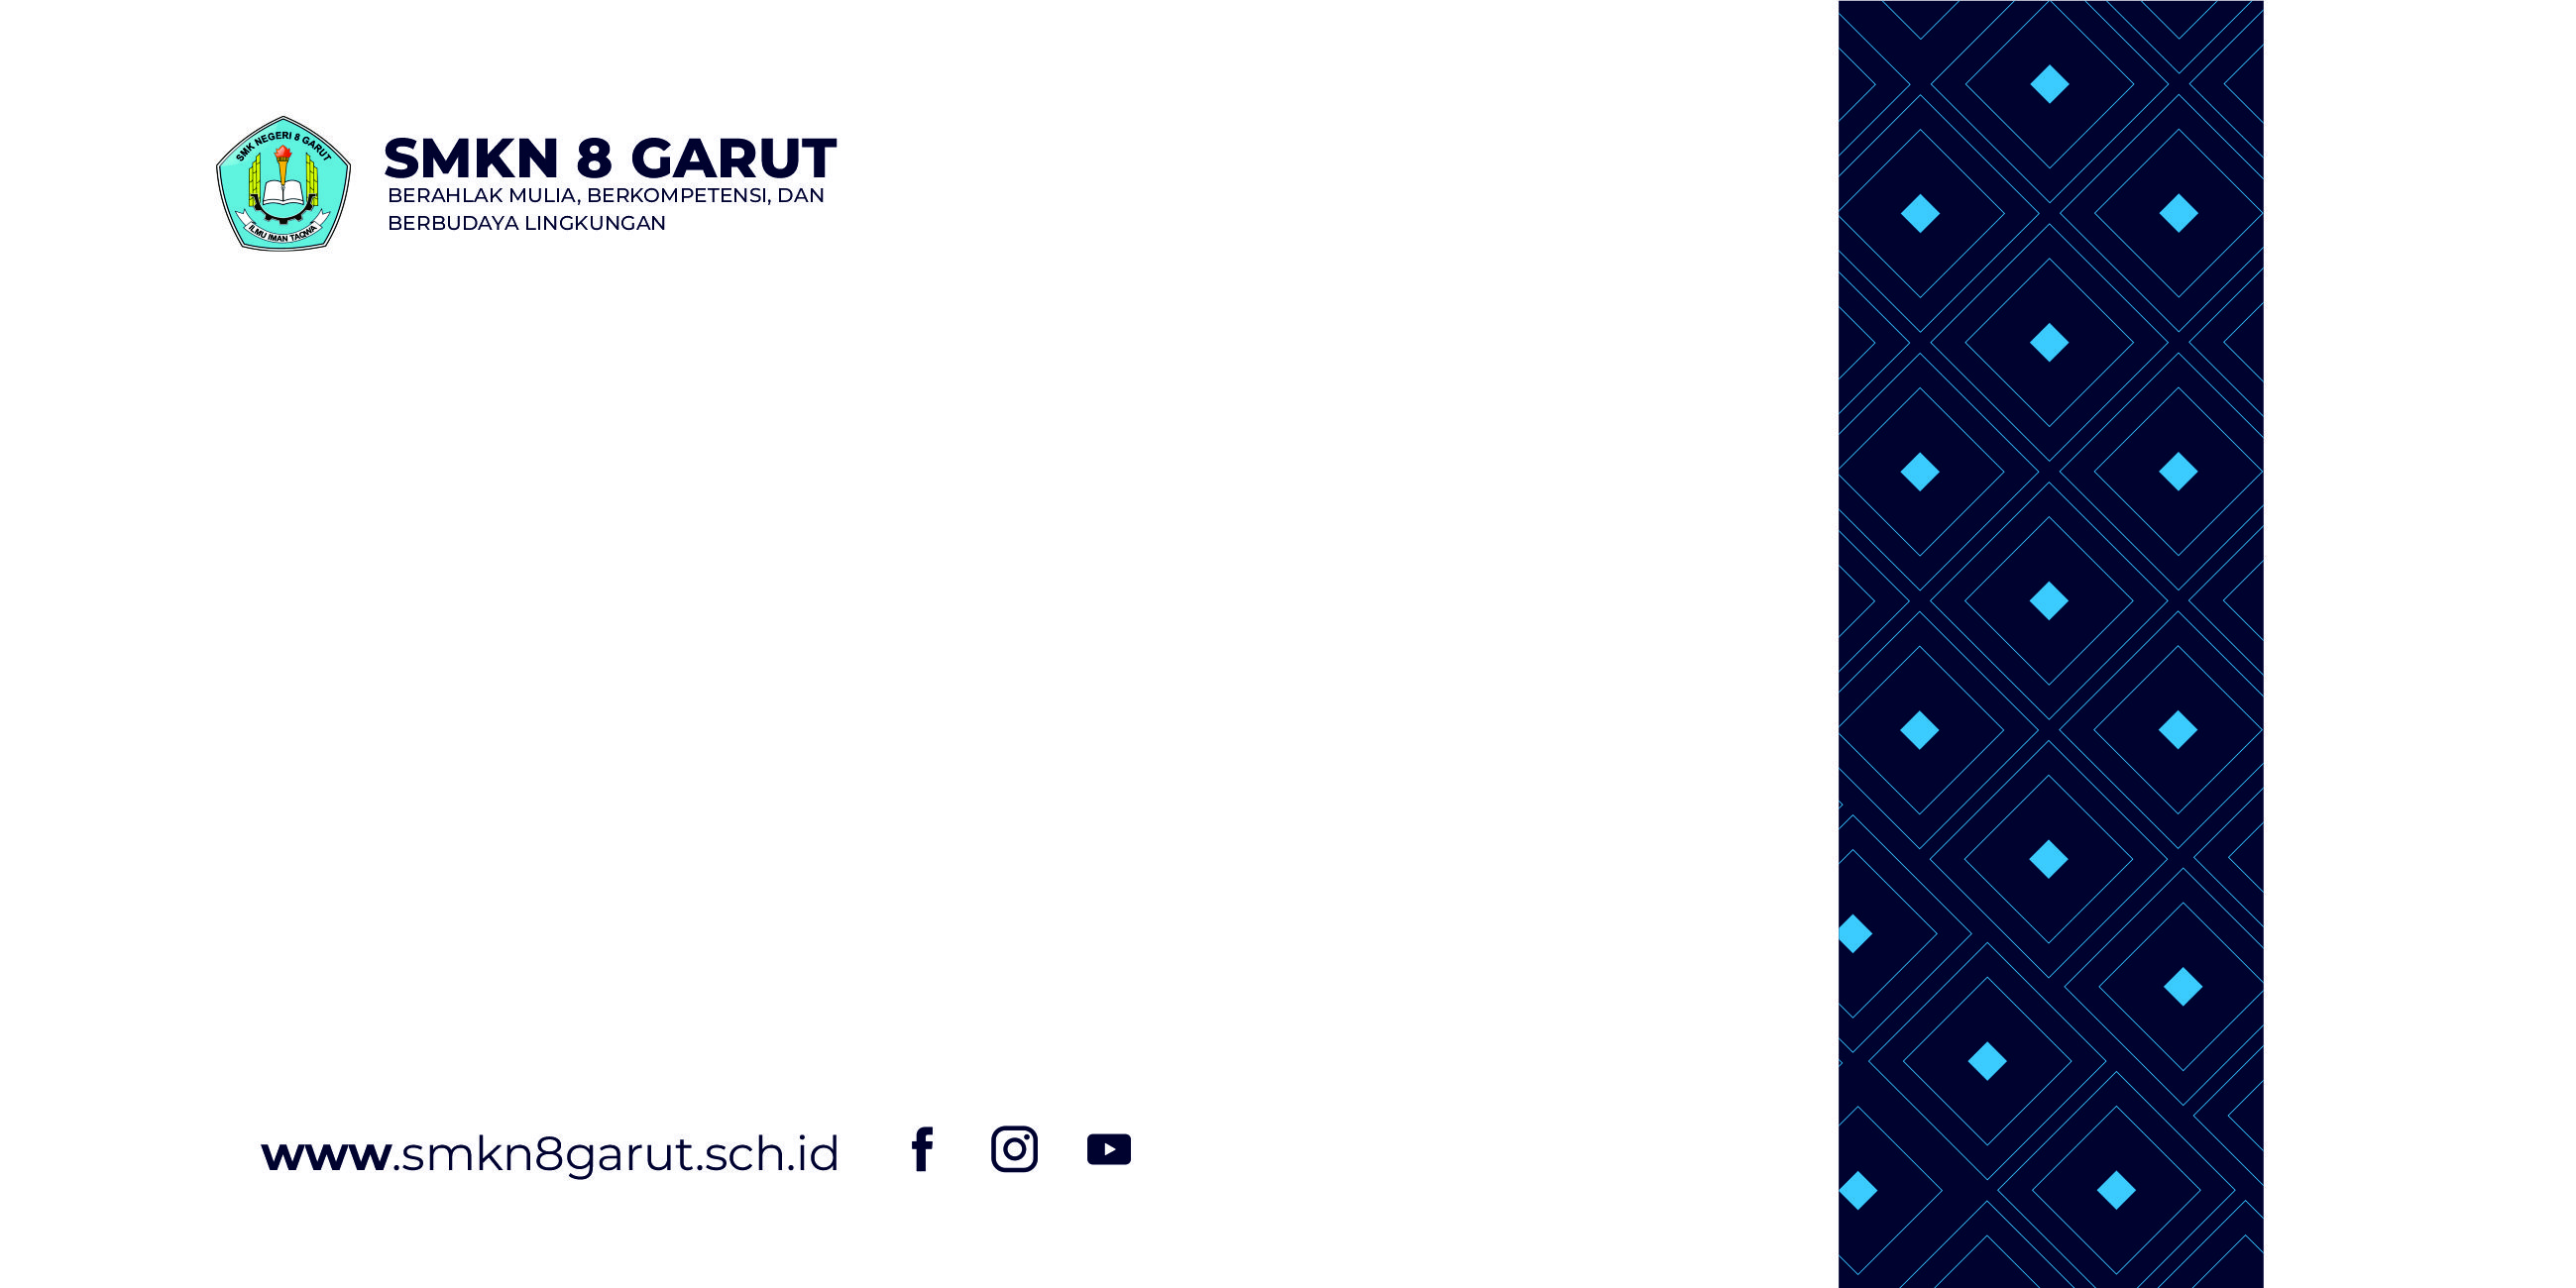 SMK NEGERI 8 GARUT
ILMU IMAN TAQWA
SMKN 8 GARUT
BERAHLAK MULIA, BERKOMPETENSI, DAN
BERBUDAYA LINGKUNGAN
www.smkn8garut.sch.id